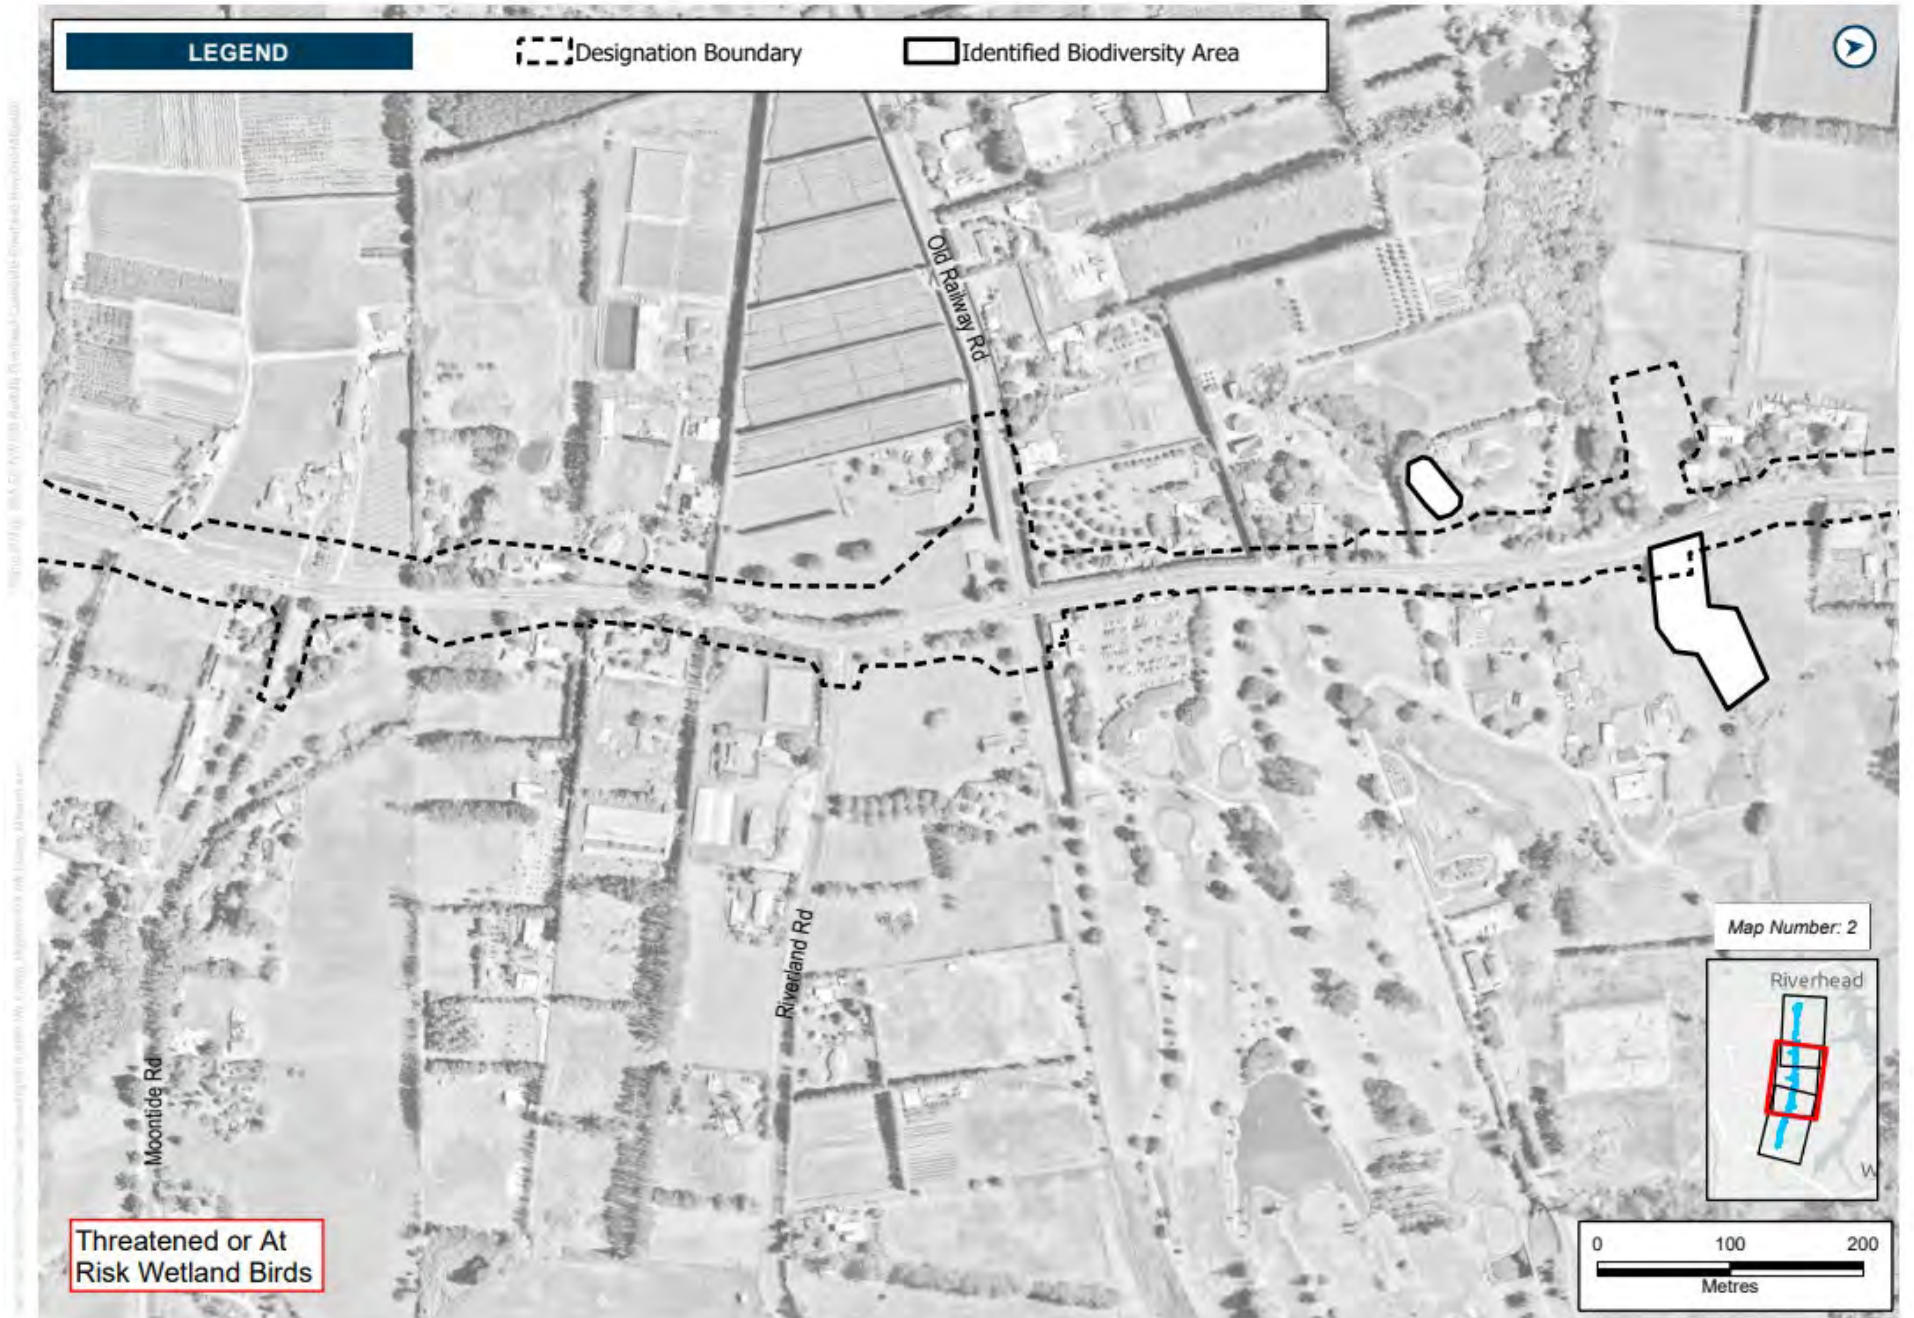 LEGEND
Designation Boundary
Identified Biodiversity Area
Old Railway Rd
Riverland Rd
Moontide Rd
Map Number: 2
Riverhead
W
Threatened or At
Risk Wetland Birds
0 100 200
Metres